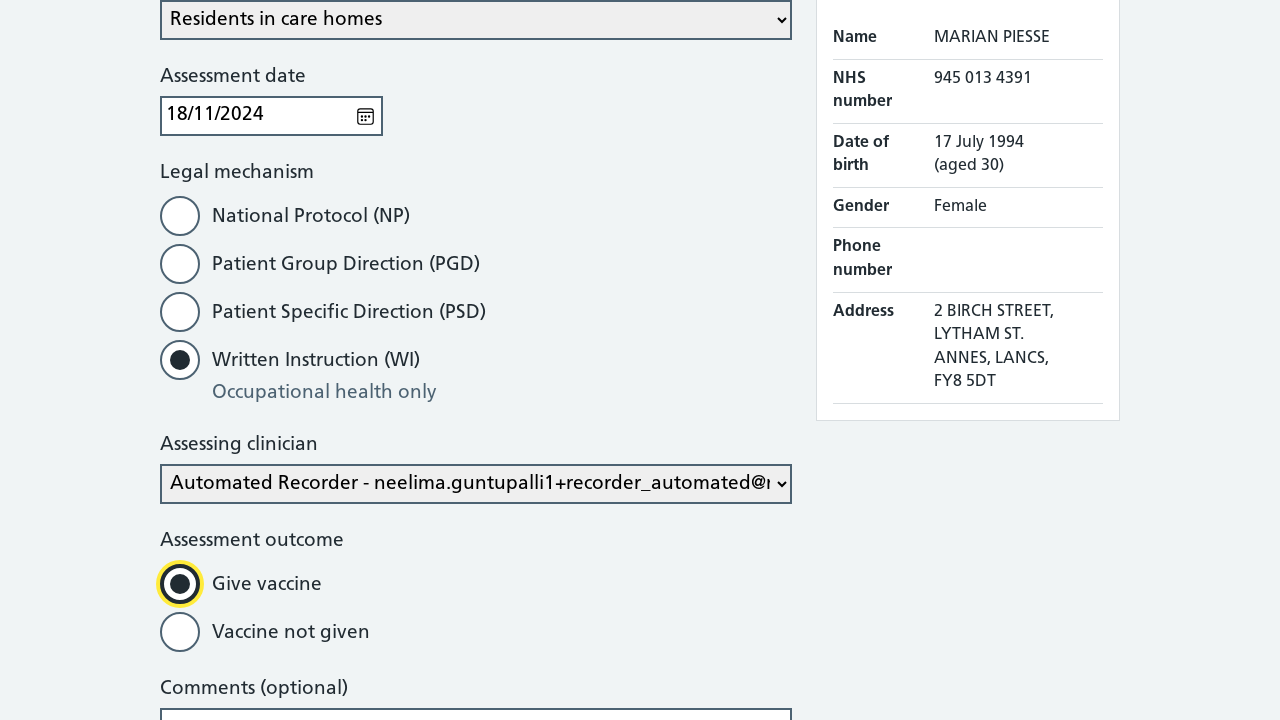 Residents in care homes
Assessment date
18/11/2024
Legal mechanism
National Protocol (NP)
Patient Group Direction (PGD)
Patient Specific Direction (PSD)
Written Instruction (WI)
Occupational health only
Assessing clinician
Automated Recorder - neelima.guntupalli1+recorder_automated@
Assessment outcome
Give vaccine
Vaccine not given
Comments (optional)
Name MARIAN PIESSE
NHS 945 013 4391
number
Date of 17 July 1994
birth (aged 30)
Gender Female
Phone
number
Address 2 BIRCH STREET,
LYTHAM ST.
ANNES, LANCS,
FY8 5DT